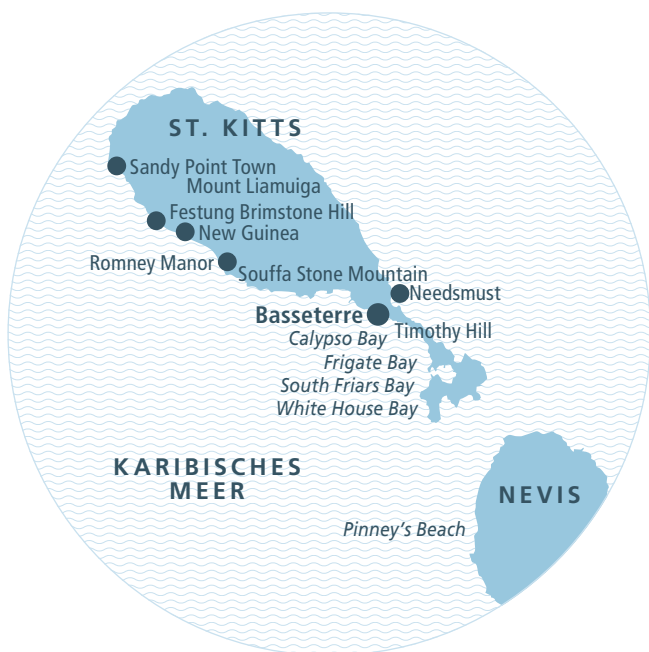 ST. KITTS
Sandy Point Town
Mount Liamuiga
Festung Brimstone Hill
New Guinea
Romney Manor
Souffa Stone Mountain
Needsmust
Basseterre
Timothy Hill
Calypso Bay
Frigate Bay
South Friars Bay
White House Bay
KARIBISCHES
MEER
NEVIS
Pinney's Beach